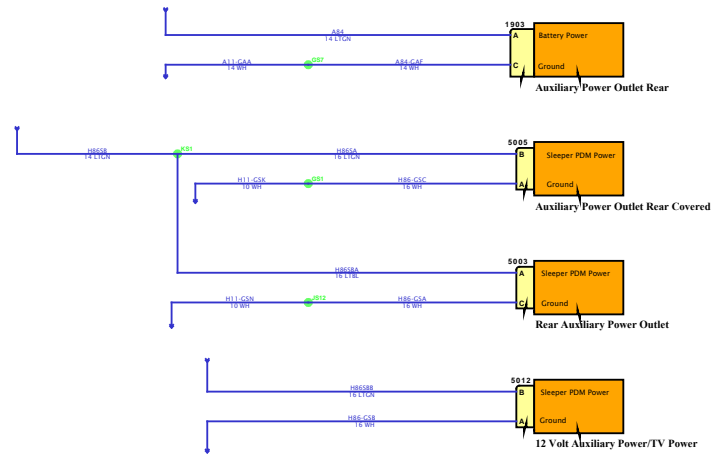 1903
A84
14 LTGN
A
Battery Power
A11-GAA
14 WH
GS7
A84-GAF
14 WH
C
Ground
Auxiliary Power Outlet Rear
5005
H86SB
14 LTGN
KS1
H86SA
16 LTGN
B
Sleeper PDM Power
H11-GSK
10 WH
GS1
H86-GSC
16 WH
A
Ground
Auxiliary Power Outlet Rear Covered
5003
H86SBA
16 LTBL
A
Sleeper PDM Power
H11-GSN
10 WH
JS12
H86-GSA
16 WH
C
Ground
Rear Auxiliary Power Outlet
5012
H86SBB
16 LTGN
B
Sleeper PDM Power
H86-GSB
16 WH
A
Ground
12 Volt Auxiliary Power/TV Power